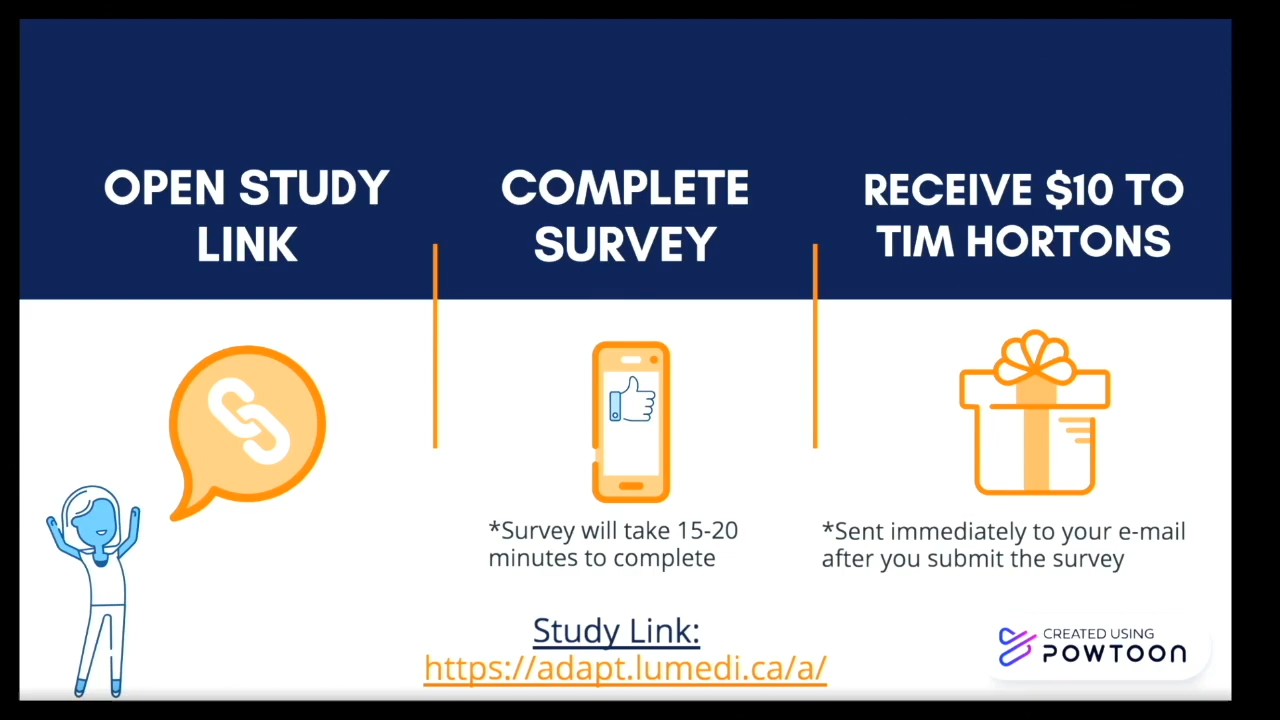 OPEN STUDY
LINK
COMPLETE
SURVEY
RECEIVE $10 TO
TIM HORTONS
*Survey will take 15-20
minutes to complete
*Sent immediately to your e-mail
after you submit the survey
Study Link:
https://adapt.lumedi.ca/a/
CREATED USING
POWTOON